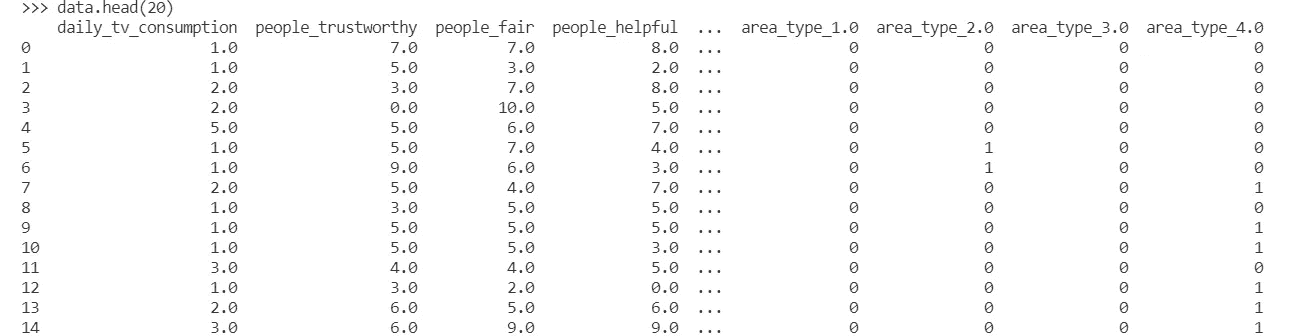 >>> data.head(20)
daily_tv_consumption people_trustworthy people_fair people_helpful ... area_type_1.0 area_type_2.0 area_type_3.0 area_type_4.0
0 1.0 7.0 7.0 8.0 ... 0 0 0 0
1 1.0 5.0 3.0 2.0 ... 0 0 0 0
2 2.0 3.0 7.0 8.0 ... 0 0 0 0
3 2.0 0.0 10.0 5.0 ... 0 0 0 0
4 5.0 5.0 6.0 7.0 ... 0 0 0 0
5 1.0 5.0 7.0 4.0 ... 0 1 0 0
6 1.0 9.0 6.0 3.0 ... 0 1 0 0
7 2.0 5.0 4.0 7.0 ... 0 0 0 1
8 1.0 3.0 5.0 5.0 ... 0 0 0 0
9 1.0 5.0 5.0 5.0 ... 0 0 0 1
10 1.0 5.0 5.0 3.0 ... 0 0 0 1
11 3.0 4.0 4.0 5.0 ... 0 0 0 0
12 1.0 3.0 2.0 0.0 ... 0 0 0 1
13 2.0 6.0 5.0 6.0 ... 0 0 0 1
14 3.0 6.0 9.0 9.0 ... 0 0 0 1